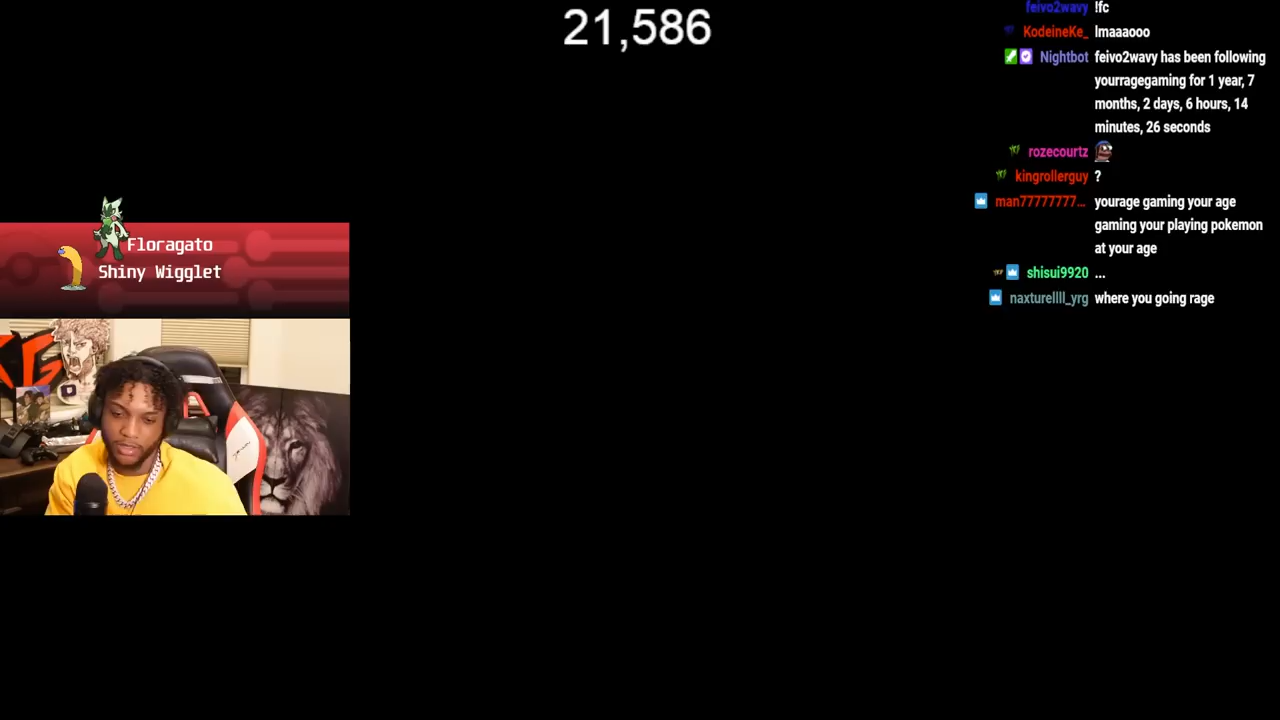 21,586
feivo2wavy !fc
KodeineKe_ lmaaaooo
Nightbot feivo2wavy has been following
yourragegaming for 1 year, 7
months, 2 days, 6 hours, 14
minutes, 26 seconds
rozecourtz
kingrollerguy ?
man77777777… yourage gaming your age
gaming your playing pokemon
at your age
shisui9920 ...
naxturellll_yrg where you going rage
Floragato
Shiny Wigglet